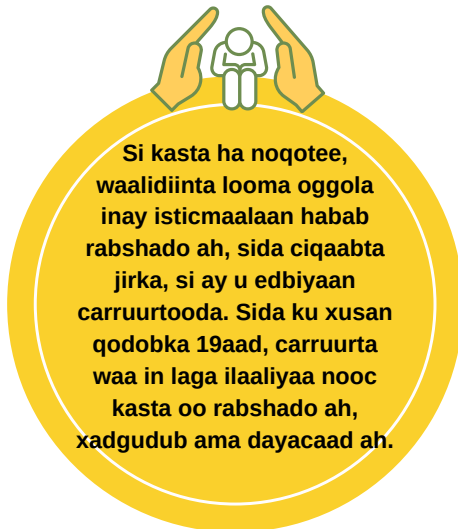 Si kasta ha noqotee,
waalidiinta looma oggola
inay isticmaalaan habab
rabshado ah, sida ciqaabta
jirka, si ay u edbiyaan
carruurtooda. Sida ku xusan
qodobka 19aad, carruurta
waa in laga ilaaliyaa nooc
kasta oo rabshado ah,
xadgudub ama dayacaad ah.